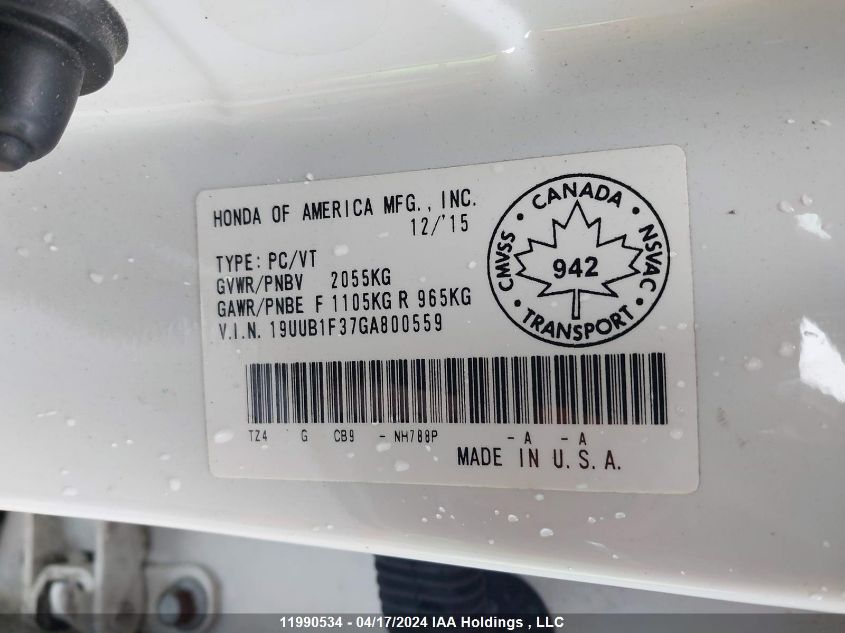 HONDA OF AMERICA MFG., INC.
12/'15
TYPE: PC/VT
GVWR/PNBV 2055KG
GAWR/PNBE F 1105KG R 965KG
V.I.N. 19UUB1F37GA800559
CANADA
CMVSS
942
NSVAC
TRANSPORT
TZ4 G CB9 - NH788P - A - A
MADE IN U.S.A.
11990534 - 04/17/2024 IAA Holdings , LLC